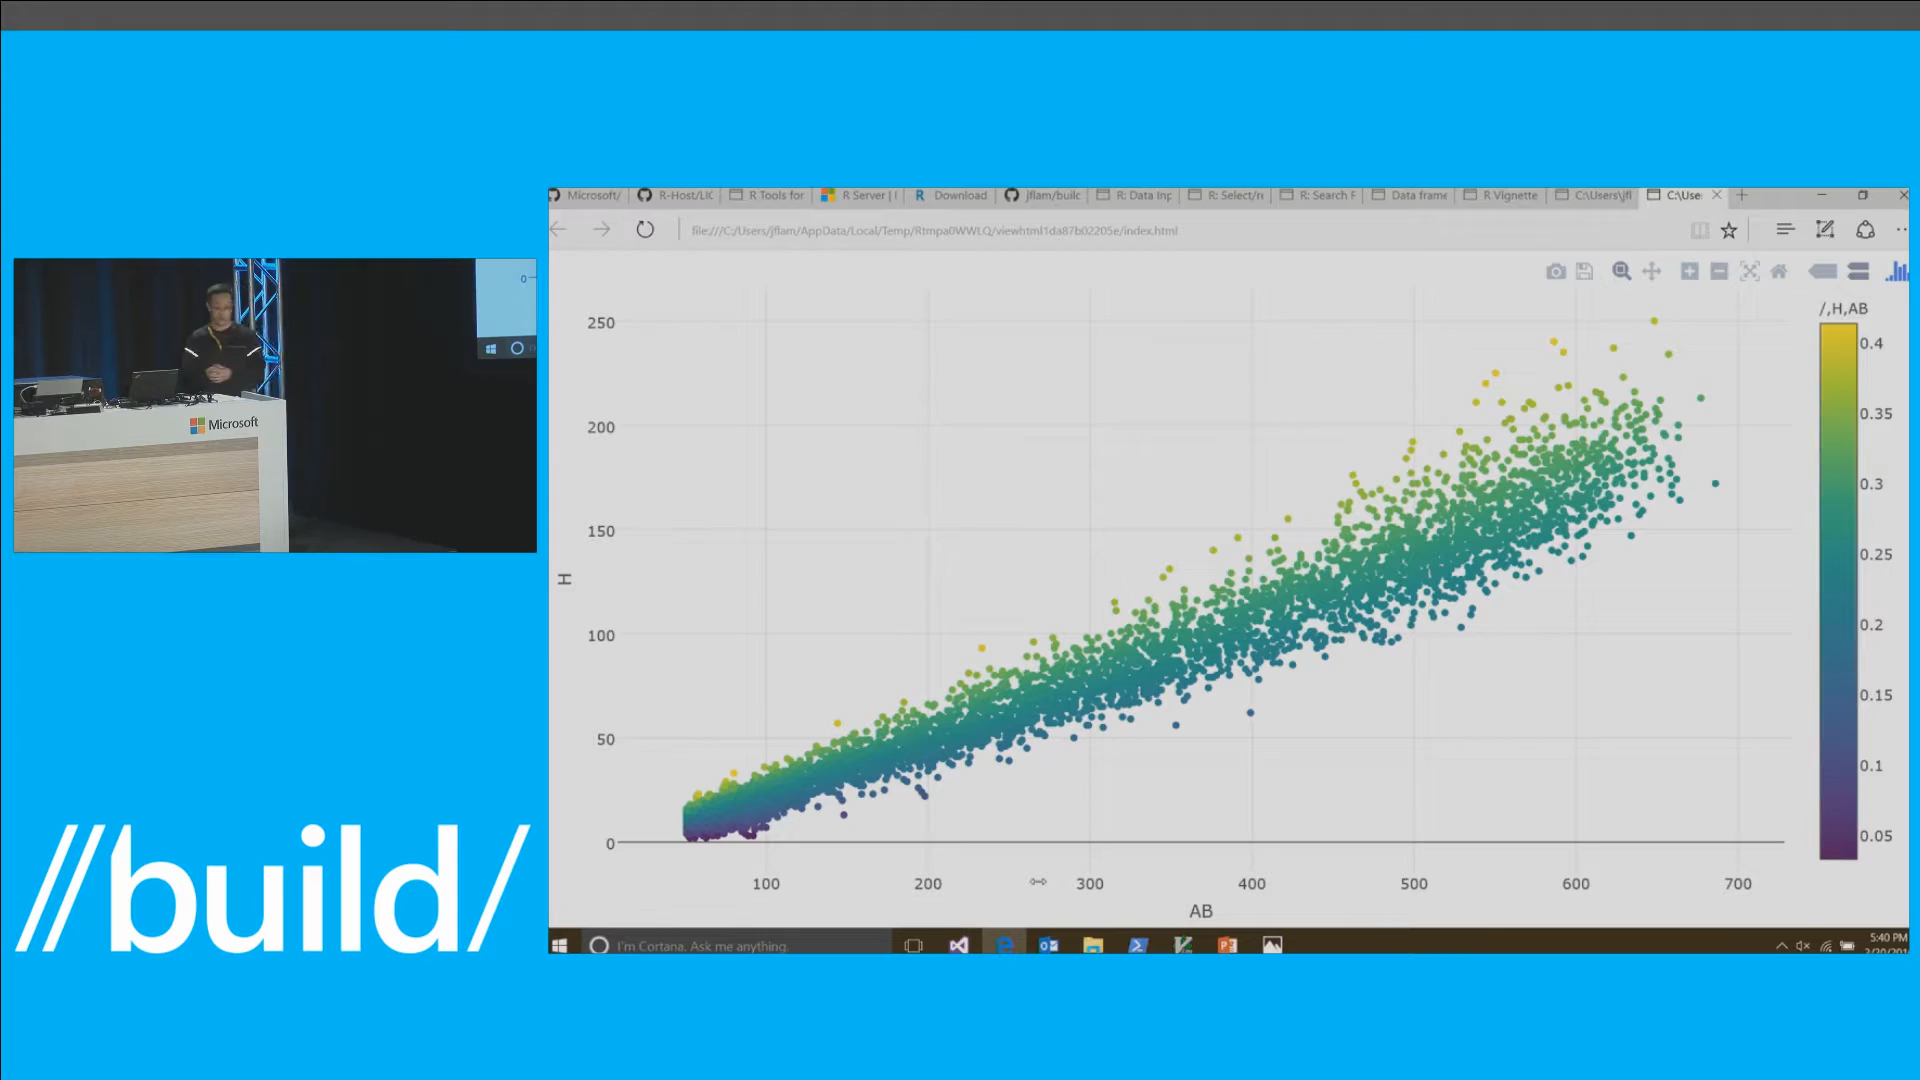 Microsoft/
R-Host/LIC
R Tools for
R Server | I
Download
jflam/build
R: Data Inp
R: Select/re
R: Search F
Data frame
R Vignette
C:\Users\jfl
C:\Use
file:///C:/Users/jflam/AppData/Local/Temp/Rtmpa0WWLQ/viewhtml1da87b02205e/index.html
/,H,AB
250
200
150
100
50
0
H
100
200
300
400
500
600
700
AB
0.4
0.35
0.3
0.25
0.2
0.15
0.1
0.05
I'm Cortana. Ask me anything.
5:40 PM
0
Microsoft
//build/